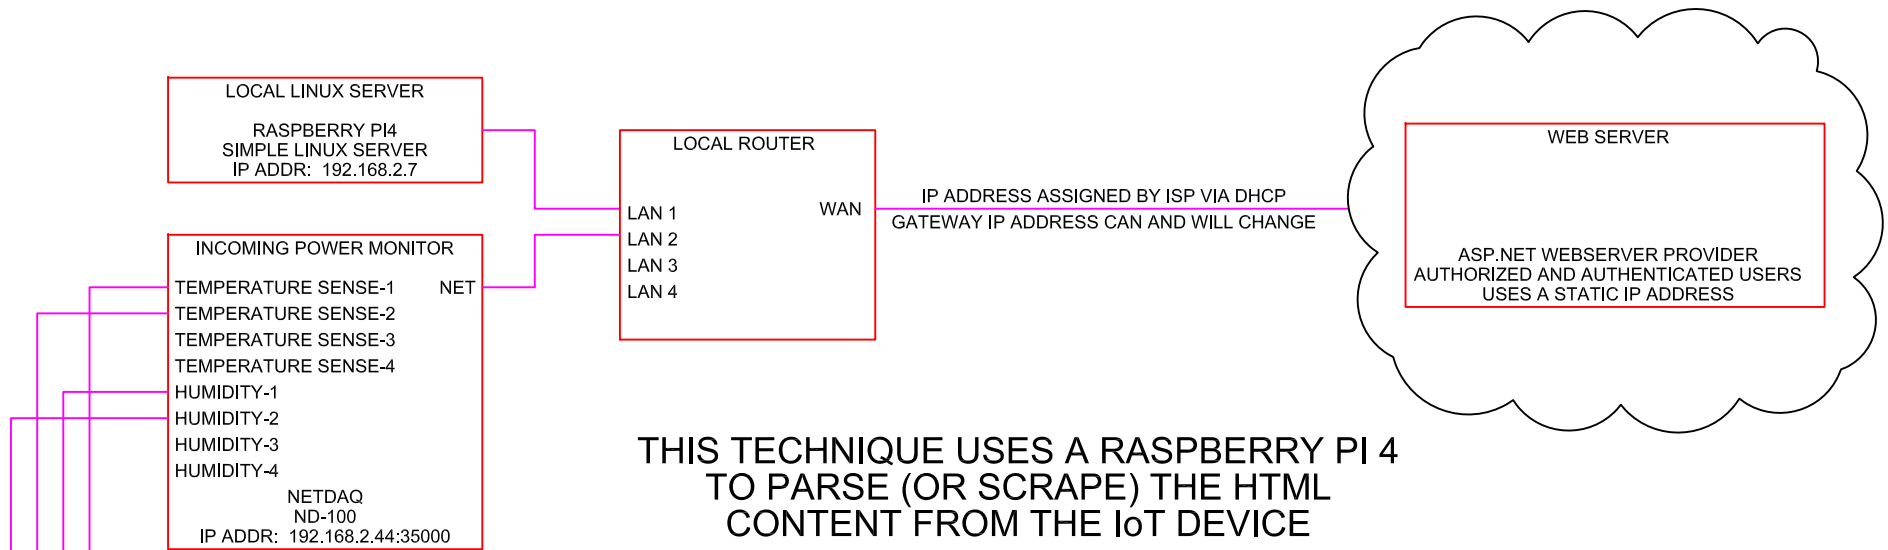 LOCAL LINUX SERVER
RASPBERRY PI4
SIMPLE LINUX SERVER
IP ADDR: 192.168.2.7
INCOMING POWER MONITOR
TEMPERATURE SENSE-1 NET
TEMPERATURE SENSE-2
TEMPERATURE SENSE-3
TEMPERATURE SENSE-4
HUMIDITY-1
HUMIDITY-2
HUMIDITY-3
HUMIDITY-4
NETDAQ
ND-100
IP ADDR: 192.168.2.44:35000
LOCAL ROUTER
LAN 1 WAN
LAN 2
LAN 3
LAN 4
IP ADDRESS ASSIGNED BY ISP VIA DHCP
GATEWAY IP ADDRESS CAN AND WILL CHANGE
WEB SERVER
ASP.NET WEBSERVER PROVIDER
AUTHORIZED AND AUTHENTICATED USERS
USES A STATIC IP ADDRESS
THIS TECHNIQUE USES A RASPBERRY PI 4
TO PARSE (OR SCRAPE) THE HTML
CONTENT FROM THE IoT DEVICE